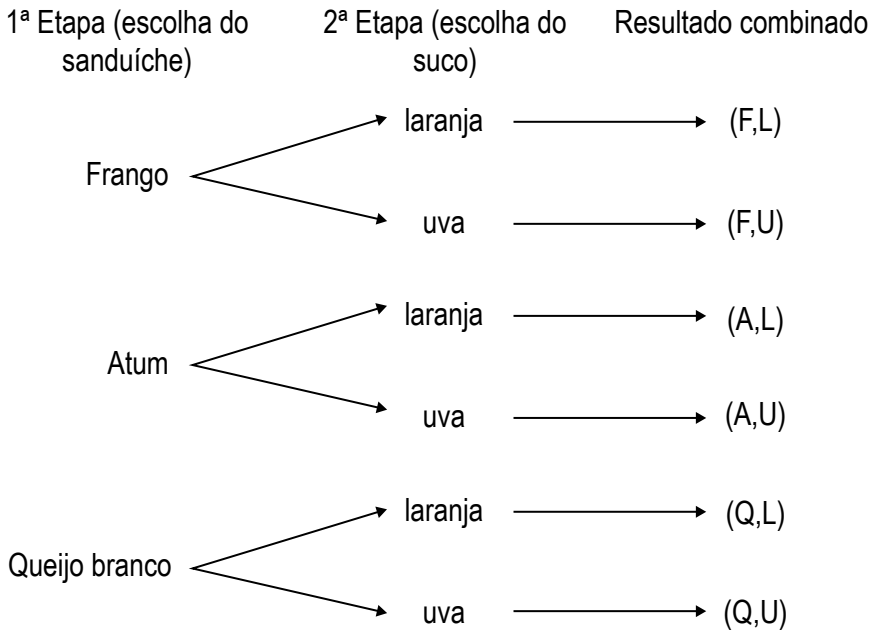 1ª Etapa (escolha do sanduíche)
2ª Etapa (escolha do suco)
Resultado combinado
Frango
laranja
(F,L)
uva
(F,U)
Atum
laranja
(A,L)
uva
(A,U)
Queijo branco
laranja
(Q,L)
uva
(Q,U)